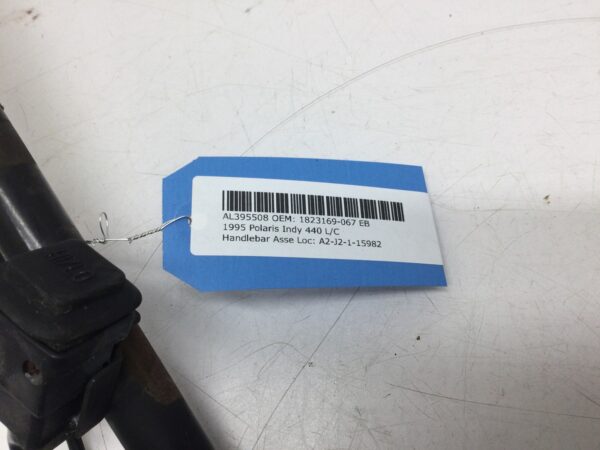 AL395508 OEM: 1823169-067 EB
1995 Polaris Indy 440 L/C
Handlebar Asse Loc: A2-J2-1-15982